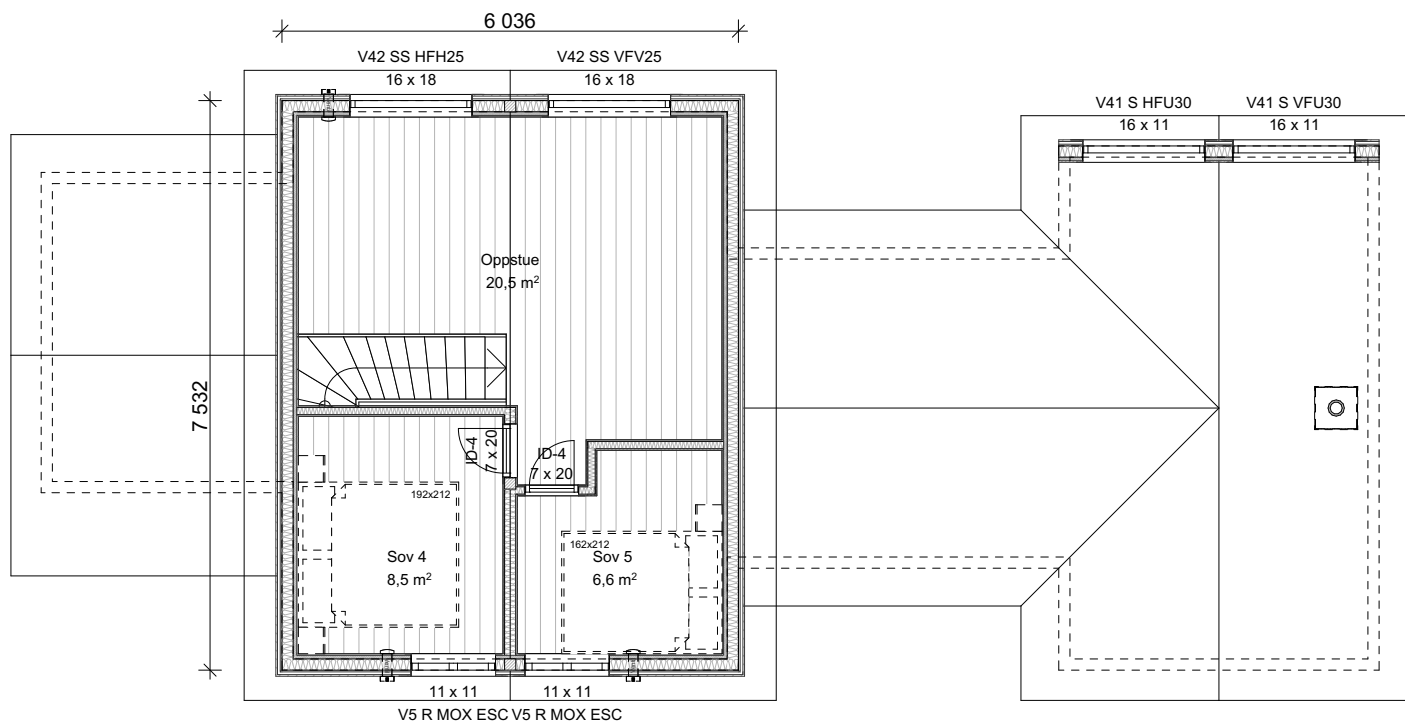 6 036
V42 SS HFH25
V42 SS VFV25
16 x 18
16 x 18
V41 S HFU30
V41 S VFU30
16 x 11
16 x 11
Oppstue
20,5 m²
7 532
ID-4
7 x 20
ID-4
7 x 20
192x212
162x212
Sov 4
8,5 m²
Sov 5
6,6 m²
11 x 11
11 x 11
V5 R MOX ESC
V5 R MOX ESC